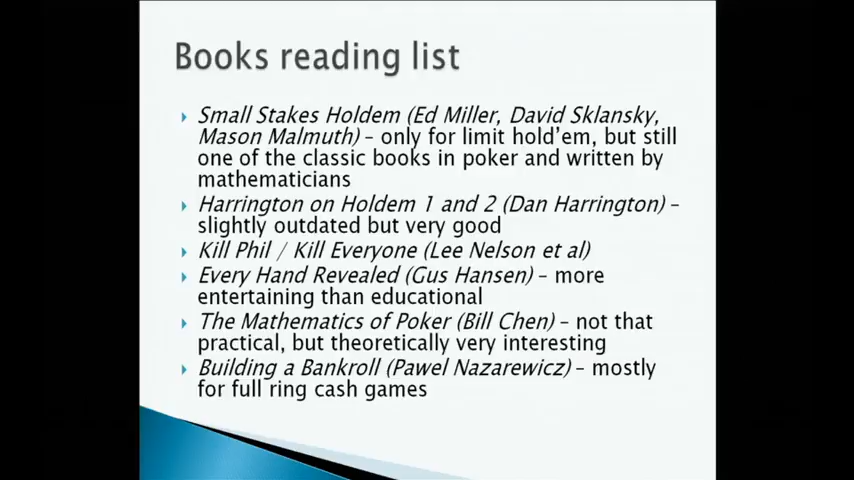 Books reading list
Small Stakes Holdem (Ed Miller, David Sklansky,
Mason Malmuth) – only for limit hold’em, but still
one of the classic books in poker and written by
mathematicians
Harrington on Holdem 1 and 2 (Dan Harrington) –
slightly outdated but very good
Kill Phil / Kill Everyone (Lee Nelson et al)
Every Hand Revealed (Gus Hansen) – more
entertaining than educational
The Mathematics of Poker (Bill Chen) – not that
practical, but theoretically very interesting
Building a Bankroll (Pawel Nazarewicz) – mostly
for full ring cash games